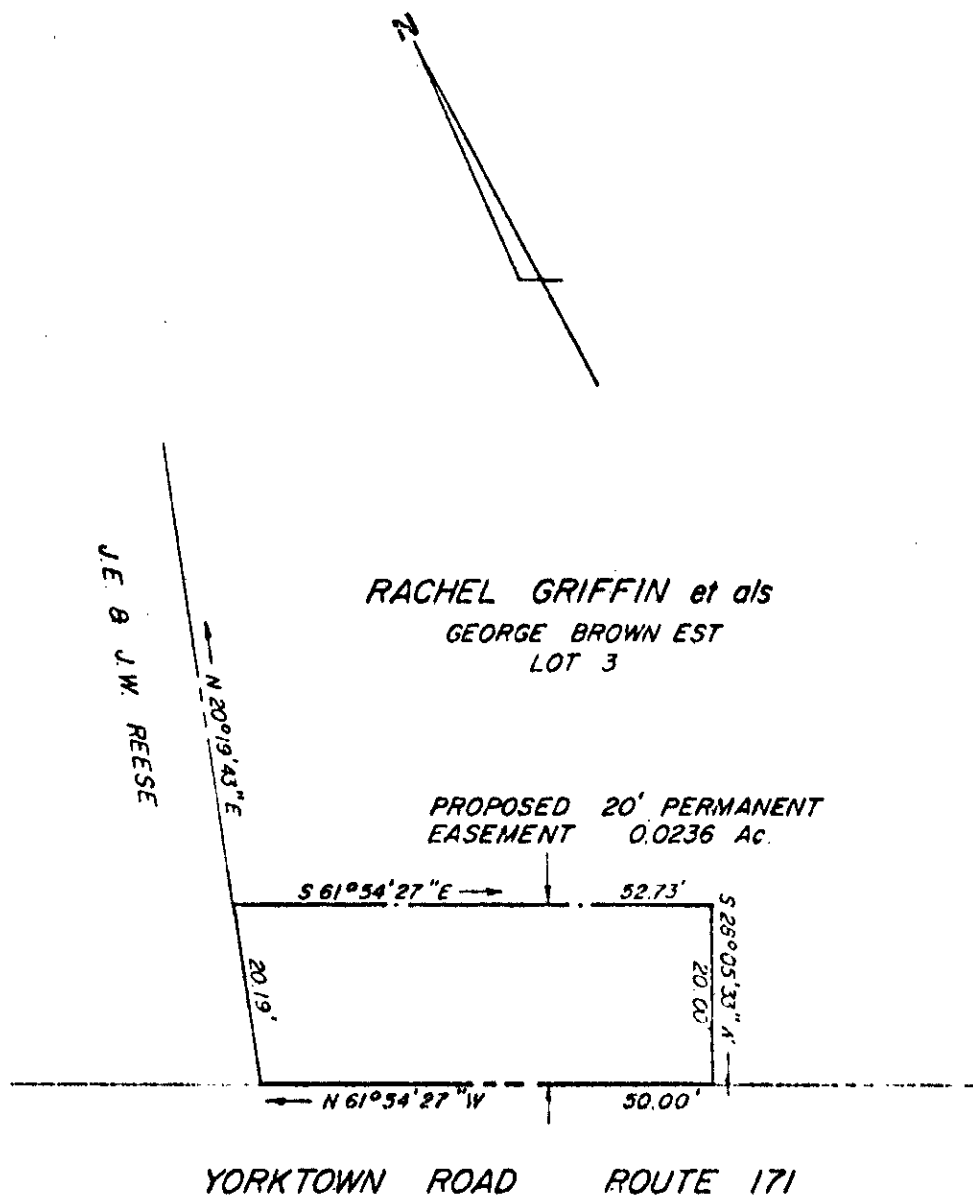 N
RACHEL GRIFFIN et als
GEORGE BROWN EST
LOT 3
J.E. & J.W. REESE
N 20°19'43"E
PROPOSED 20' PERMANENT
EASEMENT 0.0236 Ac.
S 61°54'27"E
52.73'
S 28°05'33"W
20.19'
20.00'
N 61°54'27"W
50.00'
YORKTOWN ROAD ROUTE 171